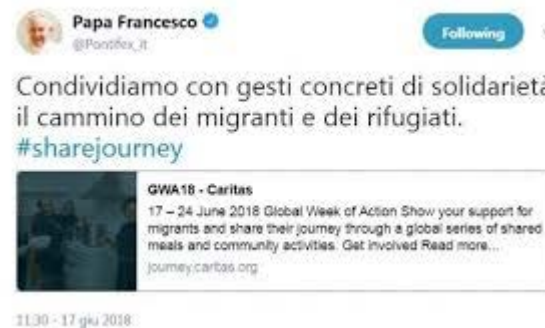 Papa Francesco
@Pontifex_it
Following
Condividiamo con gesti concreti di solidarietà
il cammino dei migranti e dei rifugiati.
#sharejourney
GWA18 - Caritas
17 – 24 June 2018 Global Week of Action Show your support for
migrants and share their journey through a global series of shared
meals and community activities. Get involved Read more...
journey.caritas.org
11:30 - 17 giu 2018